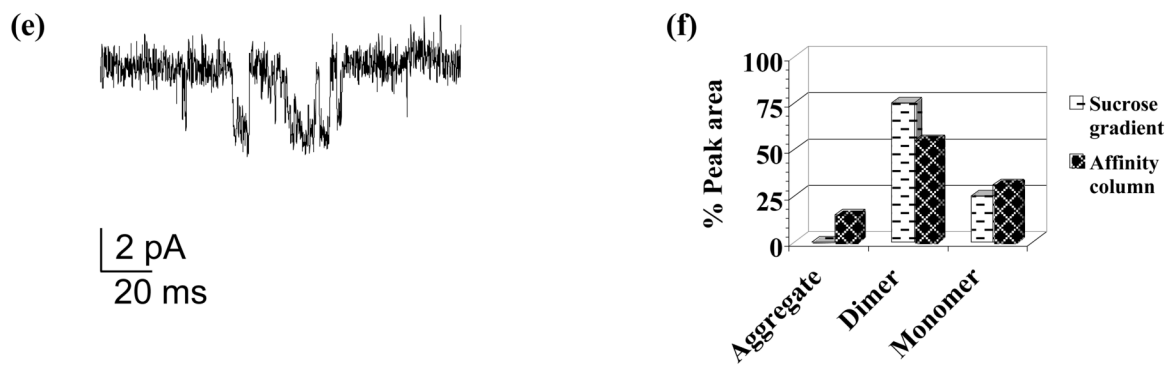 (e)
2 pA
20 ms
(f)
% Peak area
100
75
50
25
0
Aggregate
Dimer
Monomer
Sucrose
gradient
Affinity
column